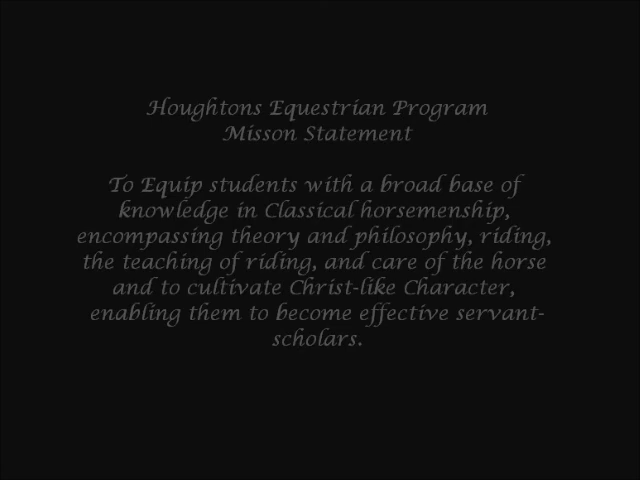 Houghtons Equestrian Program
Misson Statement
To Equip students with a broad base of
knowledge in Classical horsemenship,
encompassing theory and philosophy, riding,
the teaching of riding, and care of the horse
and to cultivate Christ-like Character,
enabling them to become effective servant-
scholars.